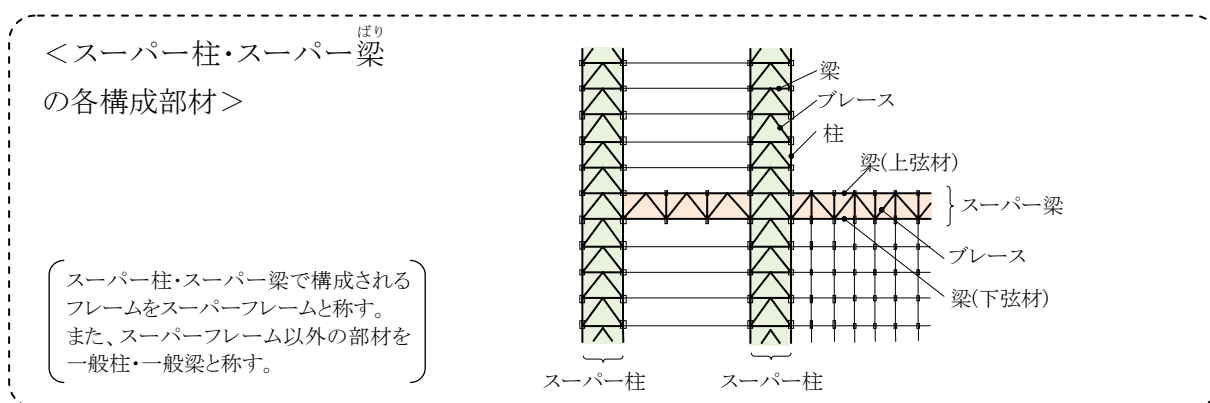 <スーパー柱・スーパー梁
ばり
の各構成部材>
スーパー柱・スーパー梁で構成される
フレームをスーパーフレームと称す。
また、スーパーフレーム以外の部材を
一般柱・一般梁と称す。
梁
ブレース
柱
梁(上弦材)
スーパー梁
ブレース
梁(下弦材)
スーパー柱
スーパー柱